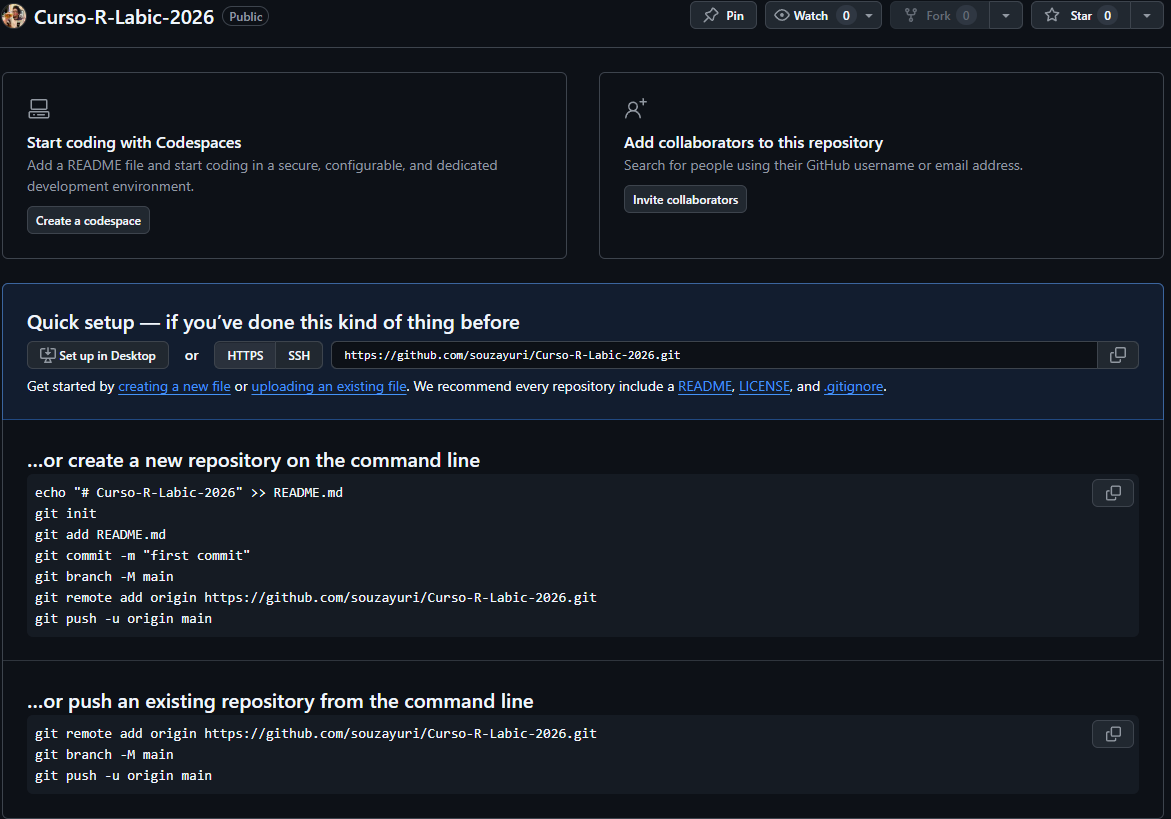 Curso-R-Labic-2026 Public Pin Watch 0 Fork 0 Star 0
Start coding with Codespaces
Add a README file and start coding in a secure, configurable, and dedicated
development environment.
Create a codespace
Add collaborators to this repository
Search for people using their GitHub username or email address.
Invite collaborators
Quick setup — if you’ve done this kind of thing before
Set up in Desktop or HTTPS SSH https://github.com/souzayuri/Curso-R-Labic-2026.git
Get started by creating a new file or uploading an existing file. We recommend every repository include a README, LICENSE, and .gitignore.
…or create a new repository on the command line
echo "# Curso-R-Labic-2026" >> README.md
git init
git add README.md
git commit -m "first commit"
git branch -M main
git remote add origin https://github.com/souzayuri/Curso-R-Labic-2026.git
git push -u origin main
…or push an existing repository from the command line
git remote add origin https://github.com/souzayuri/Curso-R-Labic-2026.git
git branch -M main
git push -u origin main